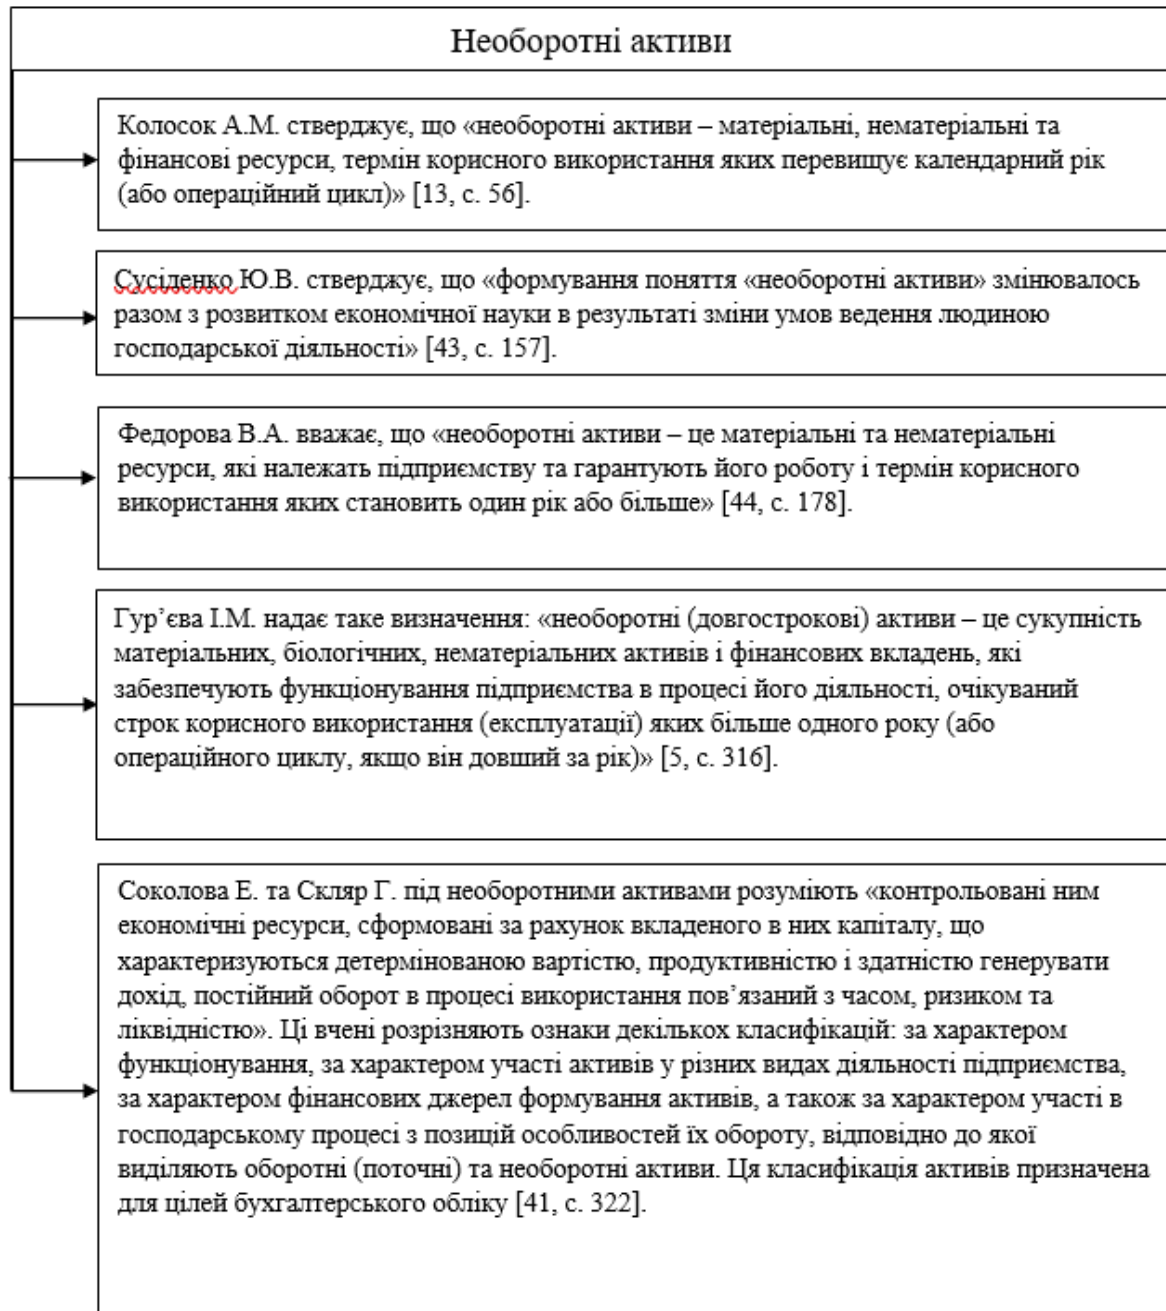 Необоротні активи
Колосок А.М. стверджує, що «необоротні активи – матеріальні, нематеріальні та
фінансові ресурси, термін корисного використання яких перевищує календарний рік
(або операційний цикл)» [13, с. 56].
Сусіденко Ю.В. стверджує, що «формування поняття «необоротні активи» змінювалось
разом з розвитком економічної науки в результаті зміни умов ведення людиною
господарської діяльності» [43, с. 157].
Федорова В.А. вважає, що «необоротні активи – це матеріальні та нематеріальні
ресурси, які належать підприємству та гарантують його роботу і термін корисного
використання яких становить один рік або більше» [44, с. 178].
Гур’єва І.М. надає таке визначення: «необоротні (довгострокові) активи – це сукупність
матеріальних, біологічних, нематеріальних активів і фінансових вкладень, які
забезпечують функціонування підприємства в процесі його діяльності, очікуваний
строк корисного використання (експлуатації) яких більше одного року (або
операційного циклу, якщо він довший за рік)» [5, с. 316].
Соколова Е. та Скляр Г. під необоротними активами розуміють «контрольовані ним
економічні ресурси, сформовані за рахунок вкладеного в них капіталу, що
характеризуються детермінованою вартістю, продуктивністю і здатністю генерувати
дохід, постійний оборот в процесі використання пов’язаний з часом, ризиком та
ліквідністю». Ці вчені розрізняють ознаки декількох класифікацій: за характером
функціонування, за характером участі активів у різних видах діяльності підприємства,
за характером фінансових джерел формування активів, а також за характером участі в
господарському процесі з позицій особливостей їх обороту, відповідно до якої
виділяють оборотні (поточні) та необоротні активи. Ця класифікація активів призначена
для цілей бухгалтерського обліку [41, с. 322].